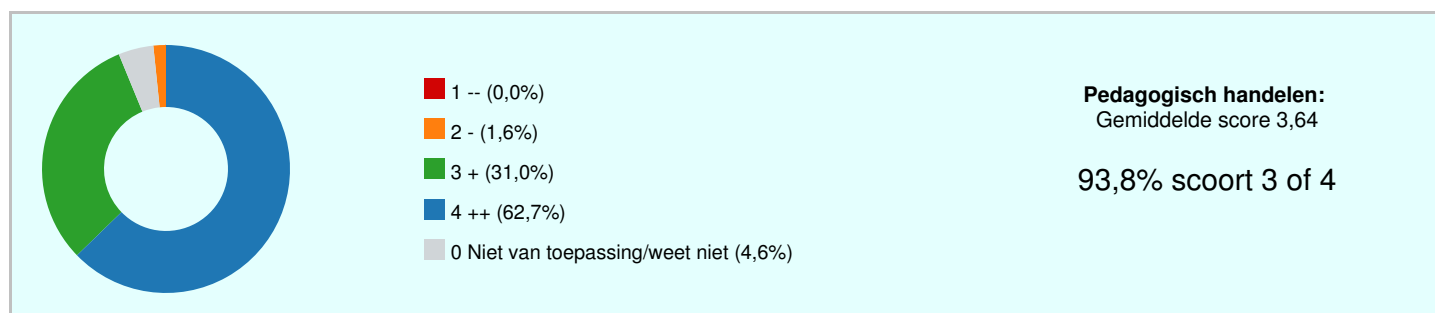 1 -- (0,0%)
2 - (1,6%)
3 + (31,0%)
4 ++ (62,7%)
0 Niet van toepassing/weet niet (4,6%)
Pedagogisch handelen:
Gemiddelde score 3,64
93,8% scoort 3 of 4